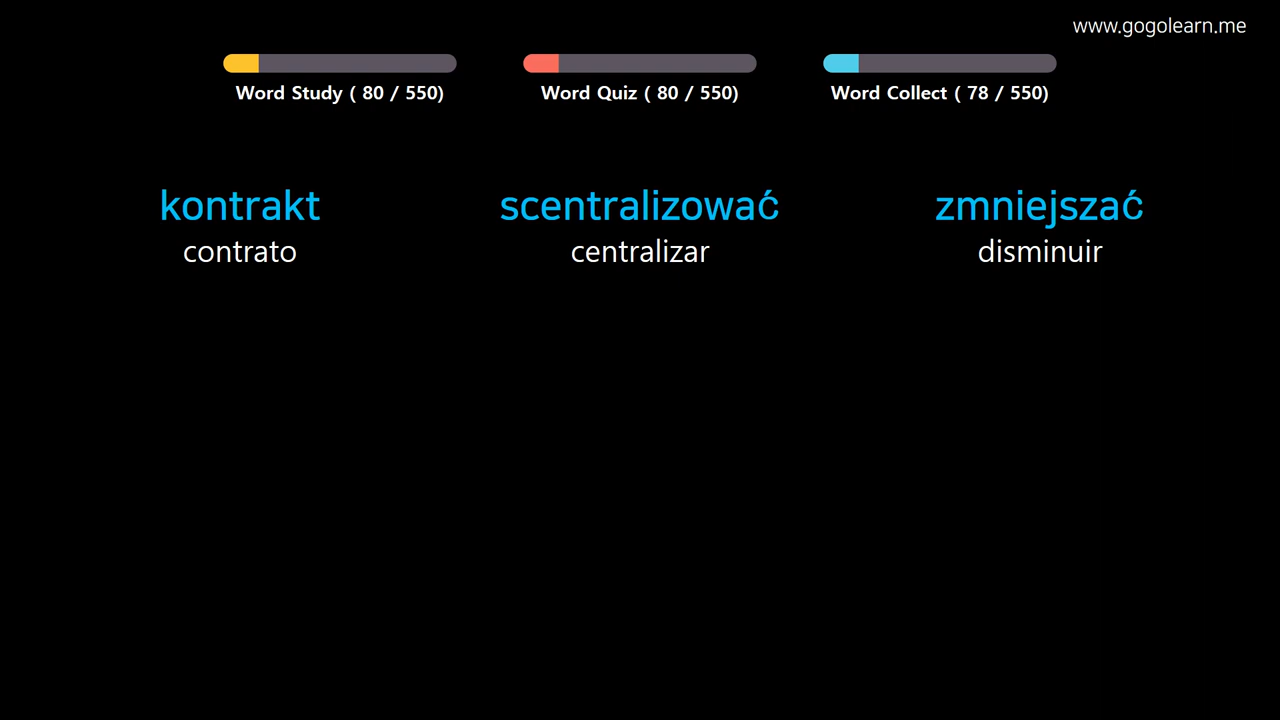 www.gogolearn.me
Word Study ( 80 / 550)
Word Quiz ( 80 / 550)
Word Collect ( 78 / 550)
kontrakt
contrato
scentralizować
centralizar
zmniejszać
disminuir